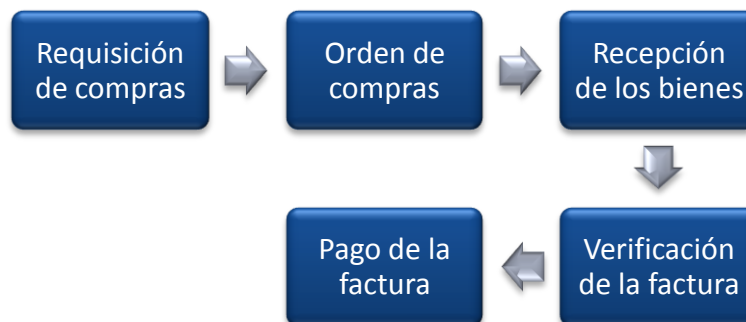 Requisición
de compras
Orden de
compras
Recepción
de los bienes
Verificación
de la factura
Pago de la
factura